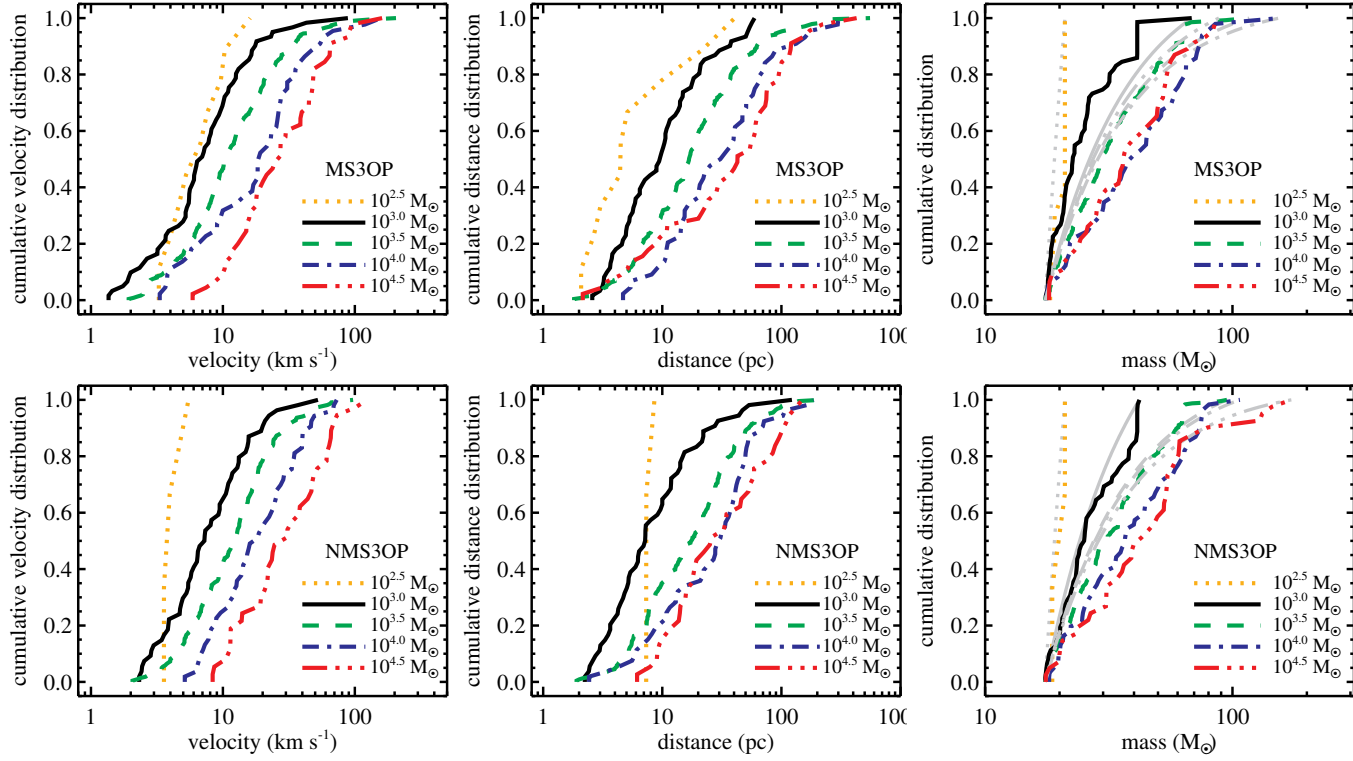 cumulative velocity distribution
1.0
0.8
0.6
0.4
0.2
0.0
MS3OP
10^2.5 M⊙
10^3.0 M⊙
10^3.5 M⊙
10^4.0 M⊙
10^4.5 M⊙
1 10 100
velocity (km s^-1)
cumulative distance distribution
1.0
0.8
0.6
0.4
0.2
0.0
MS3OP
10^2.5 M⊙
10^3.0 M⊙
10^3.5 M⊙
10^4.0 M⊙
10^4.5 M⊙
1 10 100 100
distance (pc)
cumulative distribution
1.0
0.8
0.6
0.4
0.2
0.0
MS3OP
10^2.5 M⊙
10^3.0 M⊙
10^3.5 M⊙
10^4.0 M⊙
10^4.5 M⊙
10 100
mass (M⊙)
cumulative velocity distribution
1.0
0.8
0.6
0.4
0.2
0.0
NMS3OP
10^2.5 M⊙
10^3.0 M⊙
10^3.5 M⊙
10^4.0 M⊙
10^4.5 M⊙
1 10 100
velocity (km s^-1)
cumulative distance distribution
1.0
0.8
0.6
0.4
0.2
0.0
NMS3OP
10^2.5 M⊙
10^3.0 M⊙
10^3.5 M⊙
10^4.0 M⊙
10^4.5 M⊙
1 10 100 100
distance (pc)
cumulative distribution
1.0
0.8
0.6
0.4
0.2
0.0
NMS3OP
10^2.5 M⊙
10^3.0 M⊙
10^3.5 M⊙
10^4.0 M⊙
10^4.5 M⊙
10 100
mass (M⊙)